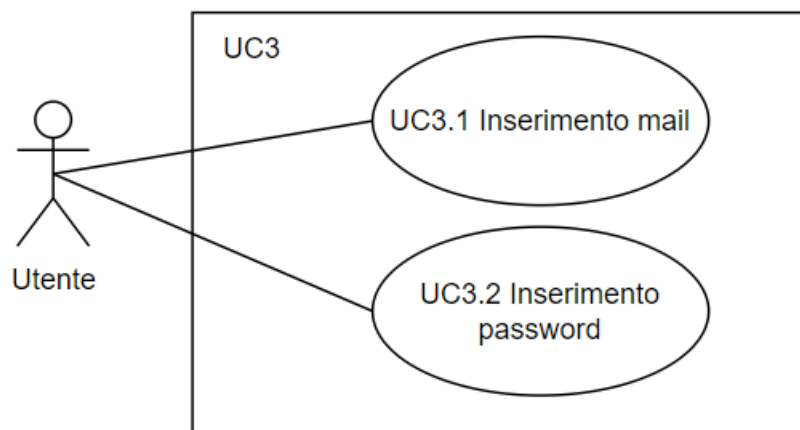 UC3
UC3.1 Inserimento mail
Utente
UC3.2 Inserimento
password